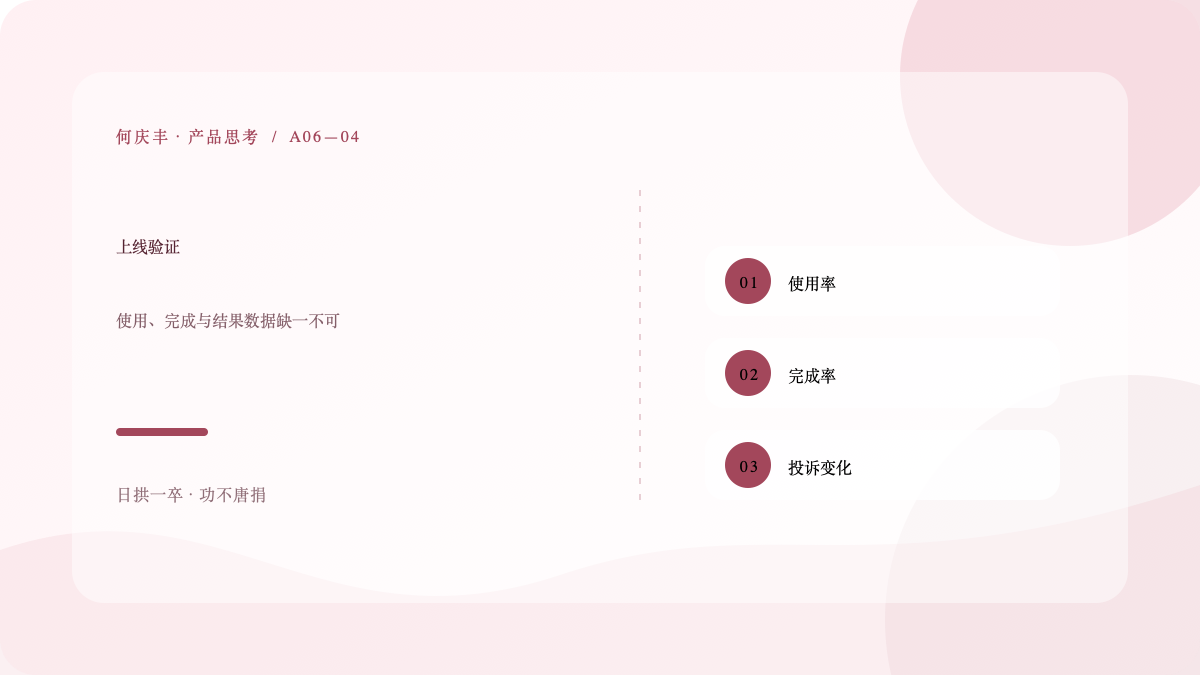 何庆丰 · 产品思考 / A06—04
上线验证
使用、完成与结果数据缺一不可
日拱一卒 · 功不唐捐
01 使用率
02 完成率
03 投诉变化